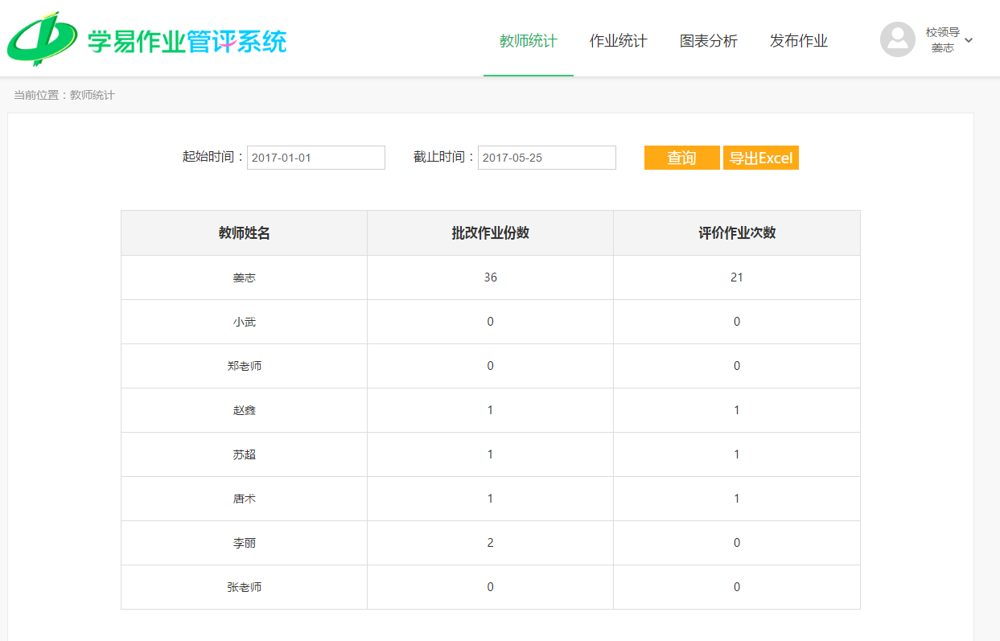 学易作业管评系统
教师统计 作业统计 图表分析 发布作业
校领导
姜志
当前位置：教师统计
起始时间： 2017-01-01 截止时间： 2017-05-25 查询 导出Excel
教师姓名 批改作业份数 评价作业次数
姜志 36 21
小武 0 0
郑老师 0 0
赵鑫 1 1
苏超 1 1
唐术 1 1
李丽 2 0
张老师 0 0